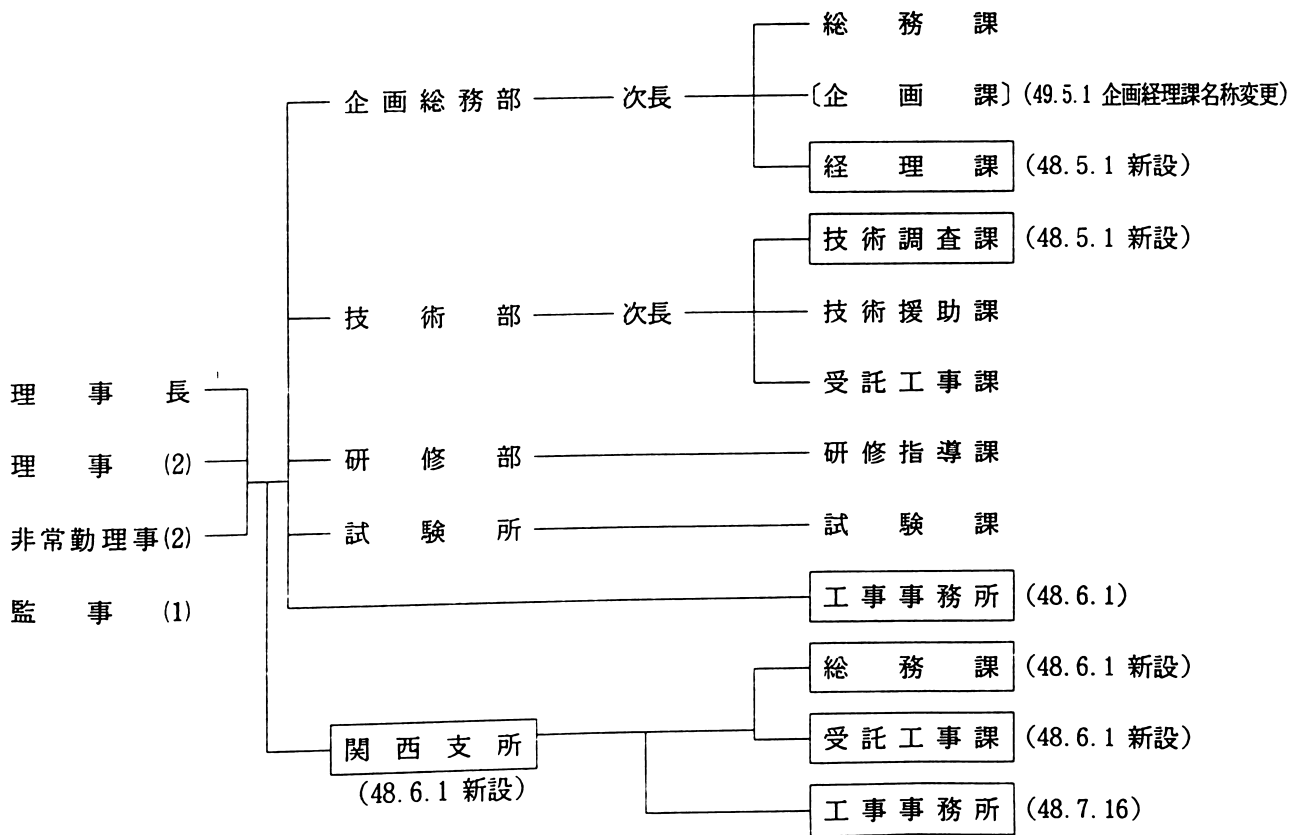 総務課
企画総務部 次長 〔企画課〕(49.5.1 企画経理課名称変更)
経理課 (48.5.1 新設)
技術調査課 (48.5.1 新設)
技術部 次長 技術援助課
受託工事課
理事長
研修部 研修指導課
理事(2)
試験所 試験課
非常勤理事(2)
工事事務所 (48.6.1)
監事(1)
総務課 (48.6.1 新設)
関西支所 受託工事課 (48.6.1 新設)
(48.6.1 新設)
工事事務所 (48.7.16)